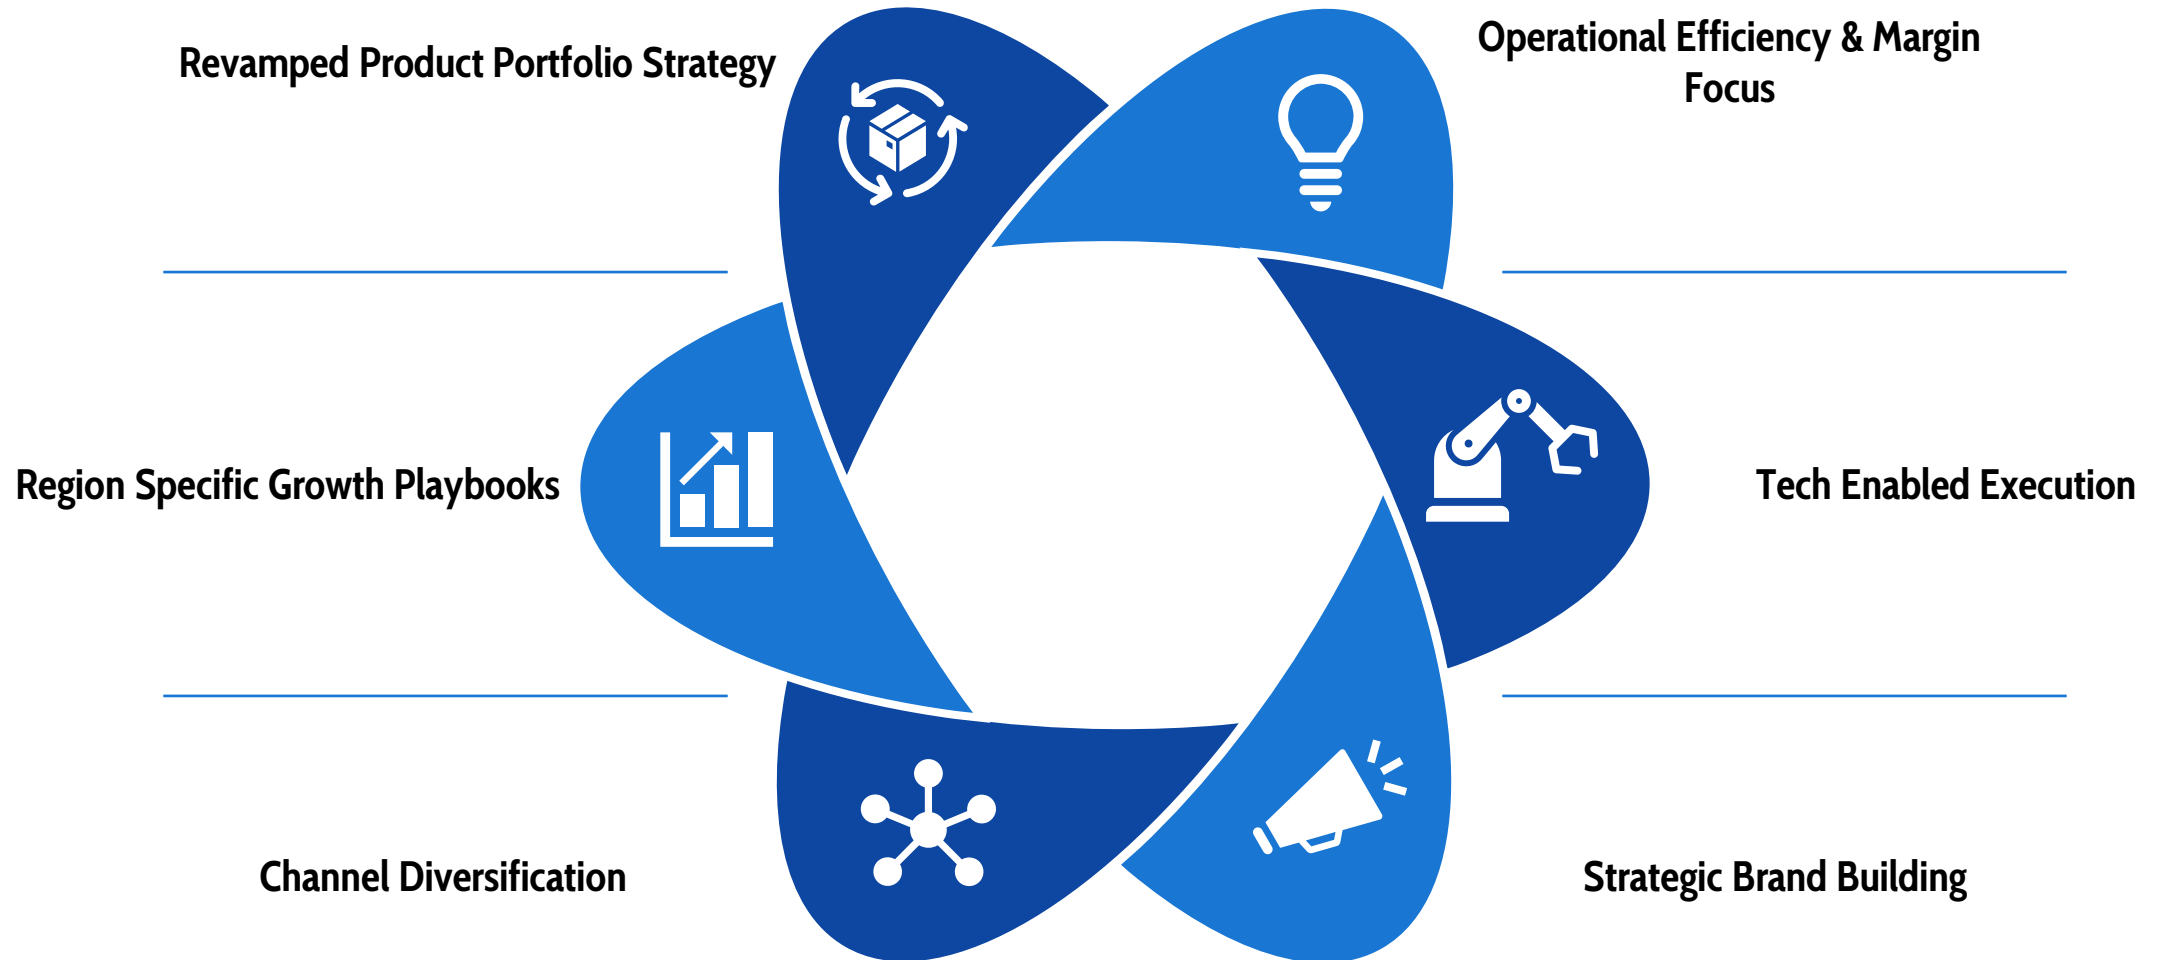 Revamped Product Portfolio Strategy
Operational Efficiency & Margin
Focus
Region Specific Growth Playbooks
Tech Enabled Execution
Channel Diversification
Strategic Brand Building